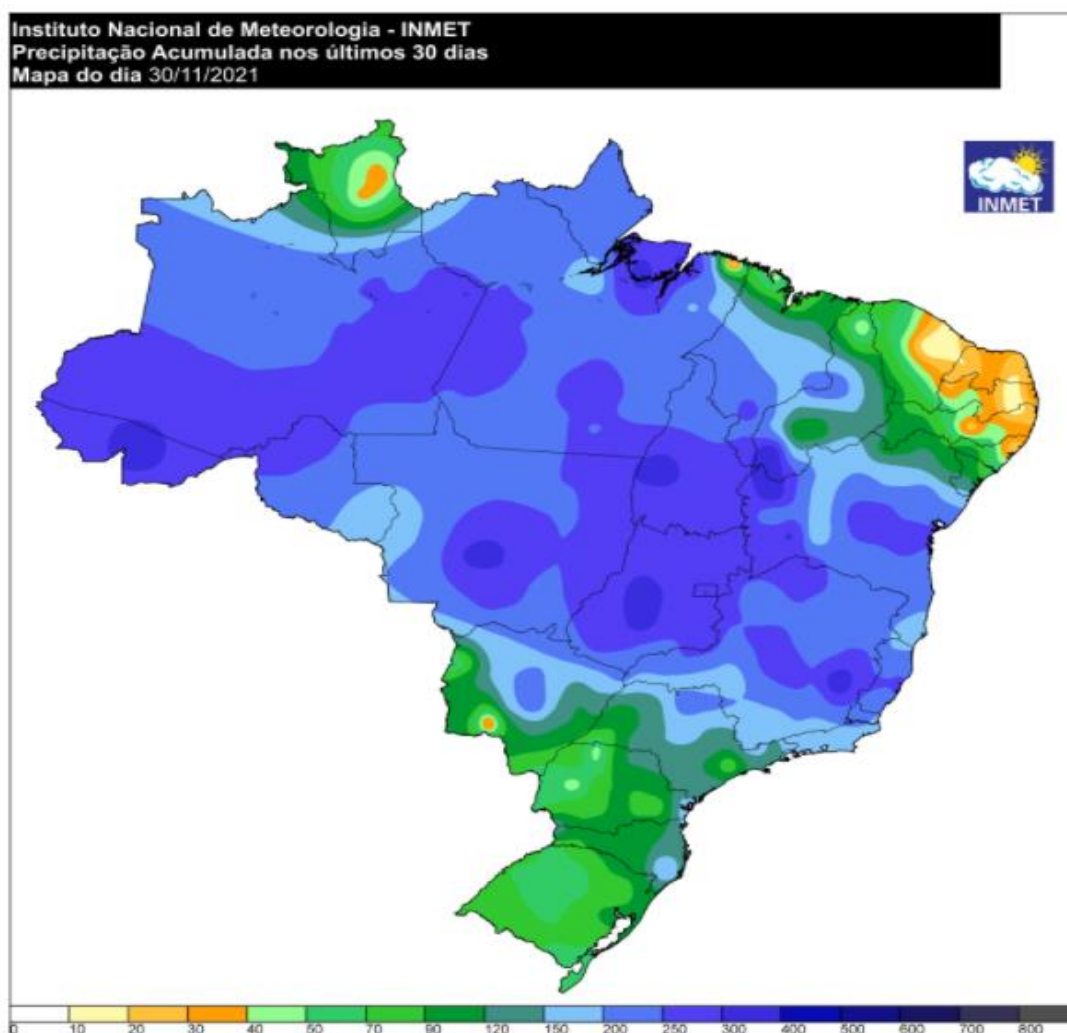 Instituto Nacional de Meteorologia - INMET
Precipitação Acumulada nos últimos 30 dias
Mapa do dia 30/11/2021
INMET
0 10 20 30 40 50 70 90 120 150 200 250 300 400 500 600 700 800